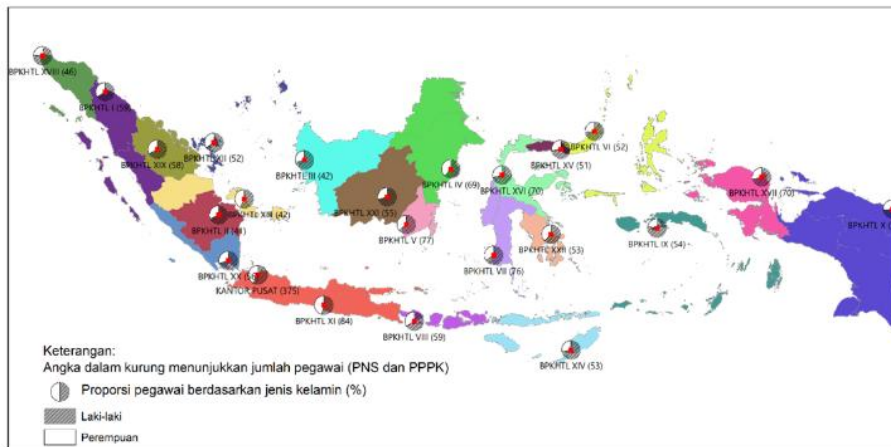 BPKHTL XVIII (46)
BPKHTL I (59)
BPKHTL XIX (58)
BPKHTL XII (52)
BPKHTL III (42)
BPKHTL IV (69)
BPKHTL XVI (70)
BPKHTL XV (51)
BPKHTL VI (52)
BPKHTL XVII (70)
BPKHTL X
BPKHTL XIII (42)
BPKHTL II
BPKHTL XXI (55)
BPKHTL V (77)
BPKHTL XXII (53)
BPKHTL IX (54)
BPKHTL XX
BPKHTL VII (76)
KANTOR PUSAT (375)
BPKHTL XI (84)
BPKHTL VIII (59)
BPKHTL XIV (53)
Keterangan:
Angka dalam kurung menunjukkan jumlah pegawai (PNS dan PPPK)
Proporsi pegawai berdasarkan jenis kelamin (%)
Laki-laki
Perempuan